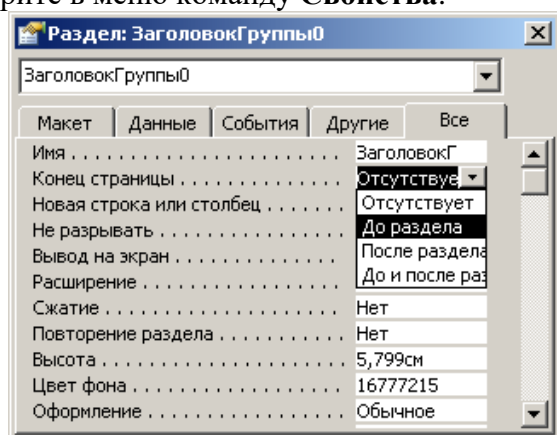 рите в меню команду Свойства.
Раздел: ЗаголовокГруппы0
ЗаголовокГруппы0
Макет Данные События Другие Все
Имя ЗаголовокГ
Конец страницы Отсутствуе
Новая строка или столбец Отсутствует
Не разрывать До раздела
Вывод на экран После раздела
Расширение До и после раз
Сжатие Нет
Повторение раздела Нет
Высота 5,799см
Цвет фона 16777215
Оформление Обычное